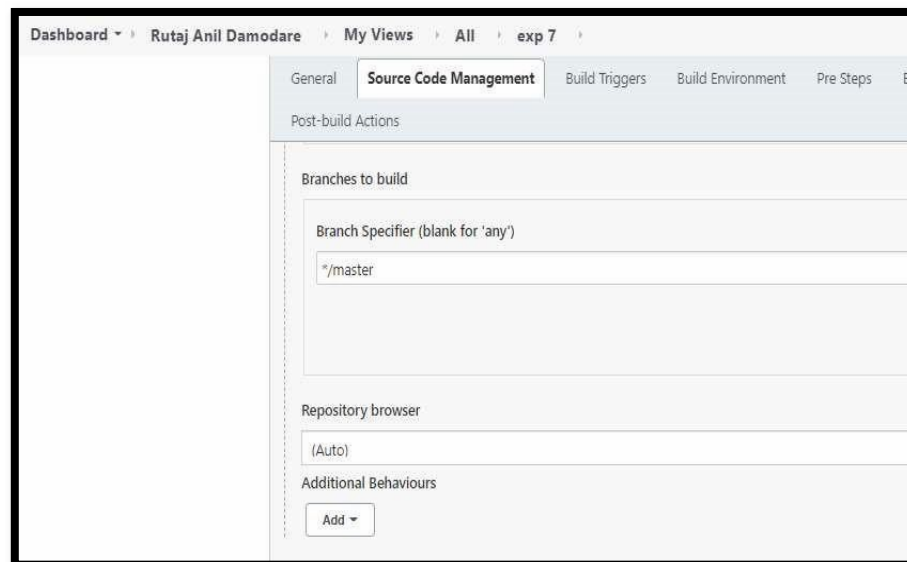 Dashboard Rutaj Anil Damodare My Views All exp 7
General Source Code Management Build Triggers Build Environment Pre Steps
Post-build Actions
Branches to build
Branch Specifier (blank for 'any')
*/master
Repository browser
(Auto)
Additional Behaviours
Add